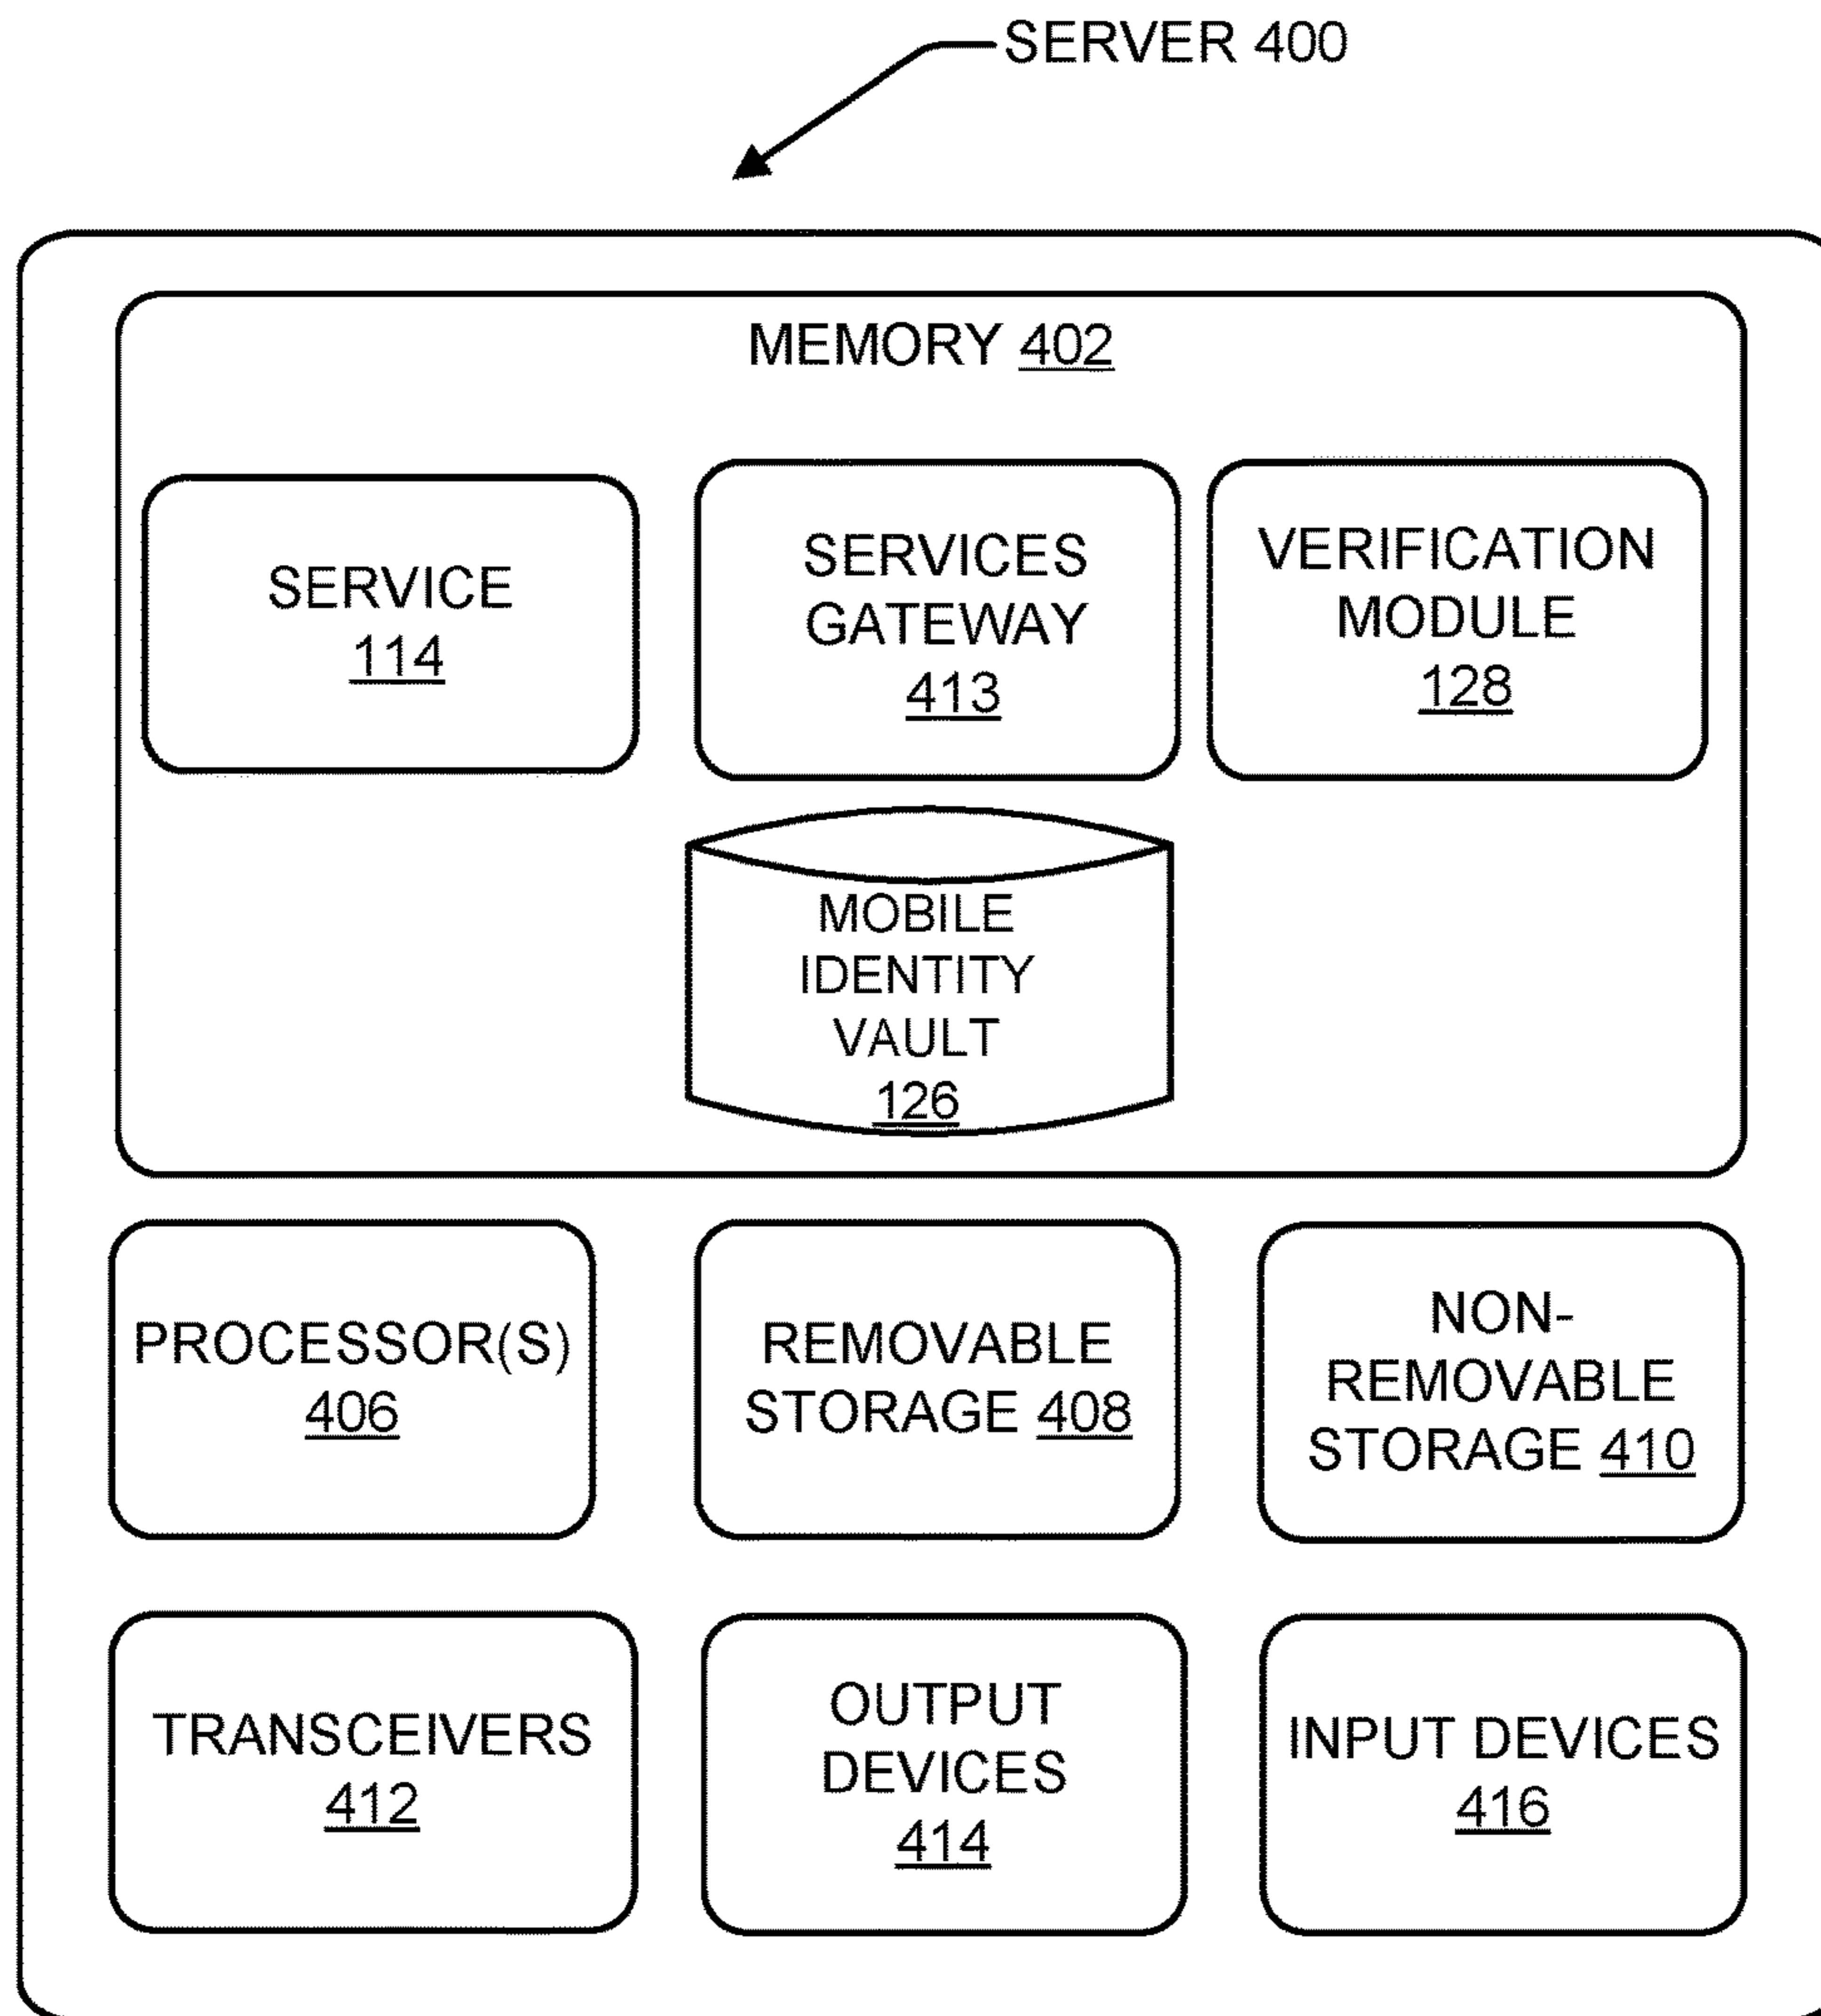 SERVER 400
MEMORY 402
SERVICE
114
SERVICES
GATEWAY
413
VERIFICATION
MODULE
128
MOBILE
IDENTITY
VAULT
126
PROCESSOR(S)
406
REMOVABLE
STORAGE 408
NON-
REMOVABLE
STORAGE 410
TRANSCEIVERS
412
OUTPUT
DEVICES
414
INPUT DEVICES
416